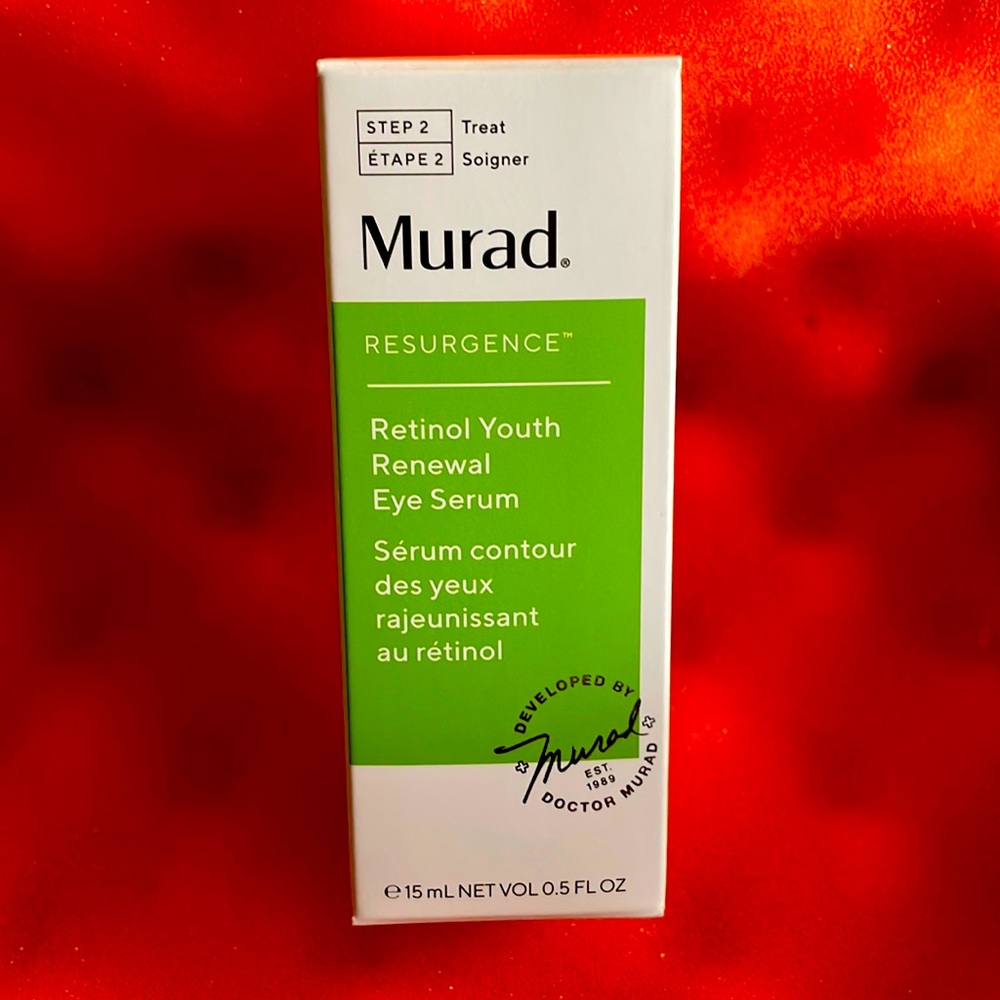 STEP 2 Treat
ÉTAPE 2 Soigner
Murad®
RESURGENCE™
Retinol Youth
Renewal
Eye Serum
Sérum contour
des yeux
rajeunissant
au rétinol
DEVELOPED BY
Murad
EST.
1989
DOCTOR MURAD
℮ 15 mL NET VOL 0.5 FL OZ